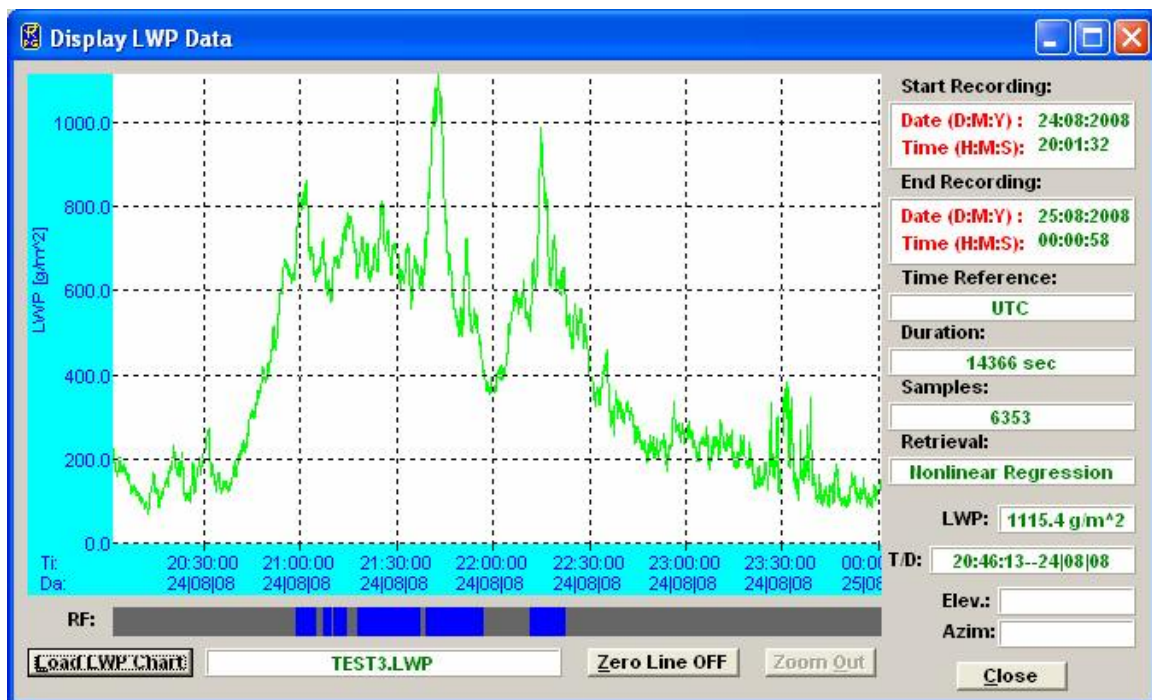 Display LWP Data
1000.0
800.0
600.0
400.0
200.0
0.0
LWP [g/m^2]
Ti: 20:30:00 21:00:00 21:30:00 22:00:00 22:30:00 23:00:00 23:30:00 00:00
Da: 24|08|08 24|08|08 24|08|08 24|08|08 24|08|08 24|08|08 24|08|08 25|08
RF:
Load LWP Chart TEST3.LWP Zero Line OFF Zoom Out
Start Recording:
Date (D:M:Y) : 24:08:2008
Time (H:M:S): 20:01:32
End Recording:
Date (D:M:Y) : 25:08:2008
Time (H:M:S): 00:00:58
Time Reference:
UTC
Duration:
14366 sec
Samples:
6353
Retrieval:
Nonlinear Regression
LWP: 1115.4 g/m^2
T/D: 20:46:13--24|08|08
Elev.:
Azim:
Close